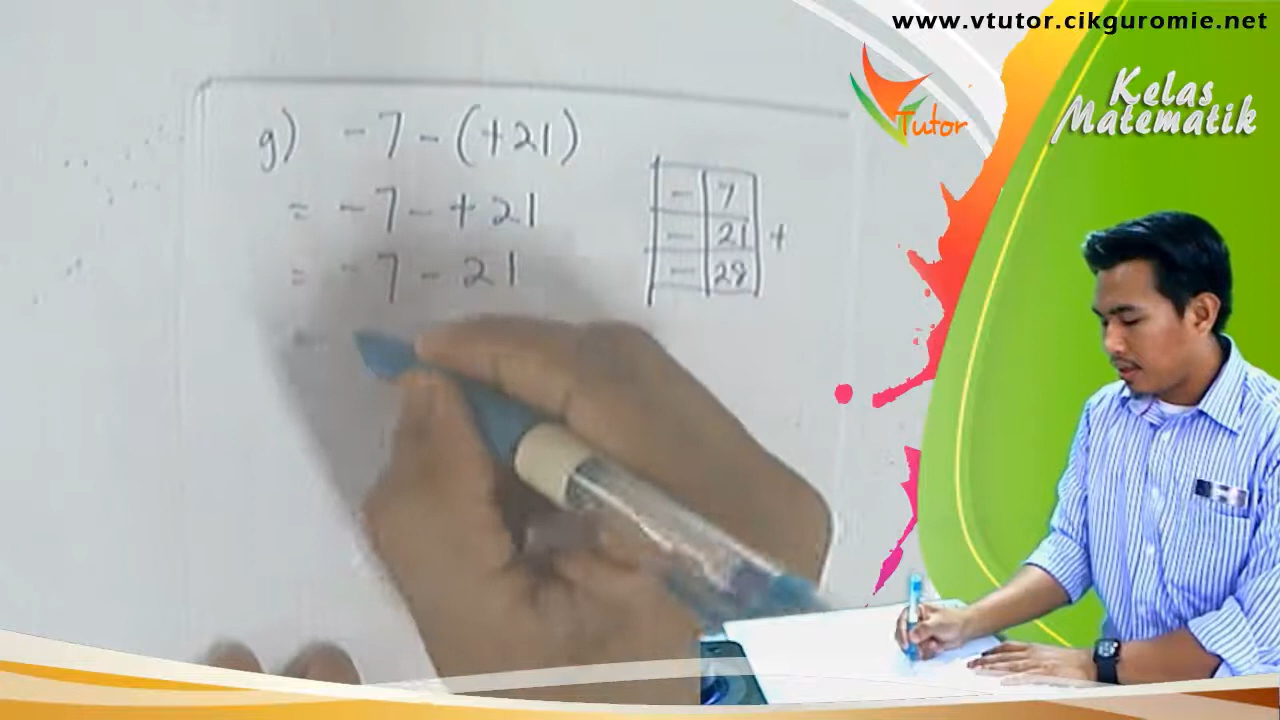 www.vtutor.cikguromie.net
Tutor
Kelas
Matematik
g) -7-(+21)
= -7-+21
= -7-21
=
- 7
- 21 +
- 28